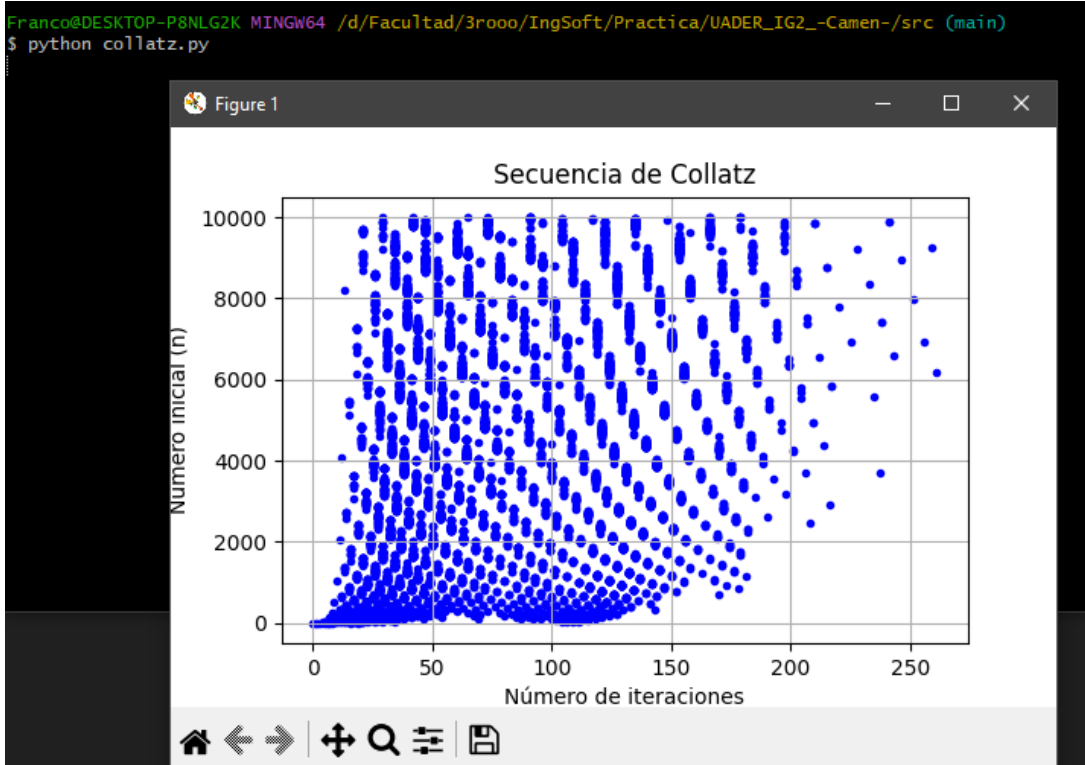 Franco@DESKTOP-P8NLG2K MINGW64 /d/Facultad/3rooo/IngSoft/Practica/UADER_IG2_-Camen-/src (main)
$ python collatz.py
Figure 1
Secuencia de Collatz
10000
8000
6000
4000
2000
0
Número inicial (n)
0 50 100 150 200 250
Número de iteraciones